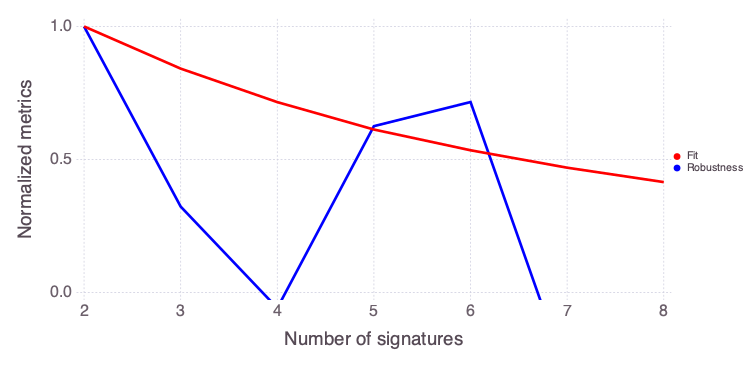 1.0
0.5
0.0
Normalized metrics
2 3 4 5 6 7 8
Number of signatures
Fit
Robustness